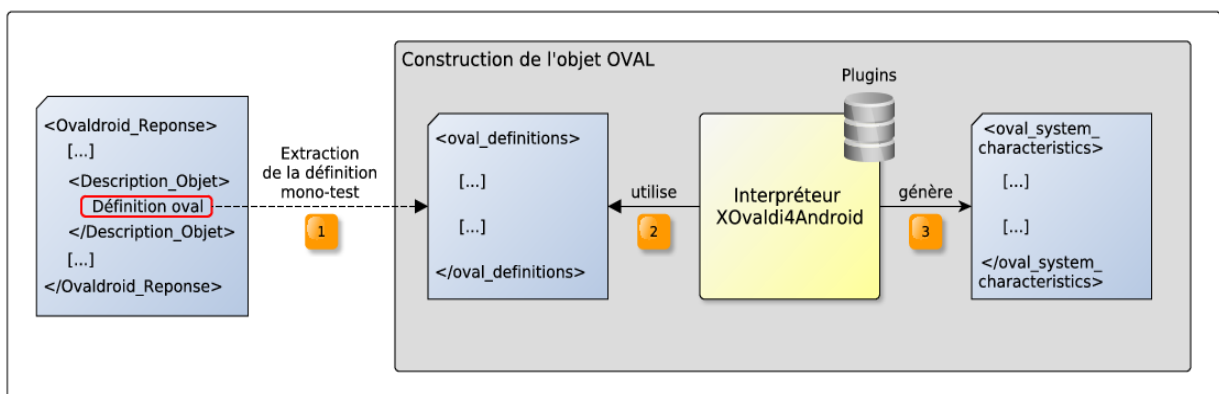 Construction de l'objet OVAL
Plugins
<Ovaldroid_Reponse>
[...]
<Description_Objet>
Définition oval
</Description_Objet>
[...]
</Ovaldroid_Reponse>
Extraction
de la définition
mono-test
1
<oval_definitions>
[...]
[...]
</oval_definitions>
utilise
2
Interpréteur
XOvaldi4Android
génère
3
<oval_system_
characteristics>
[...]
[...]
</oval_system_
characteristics>